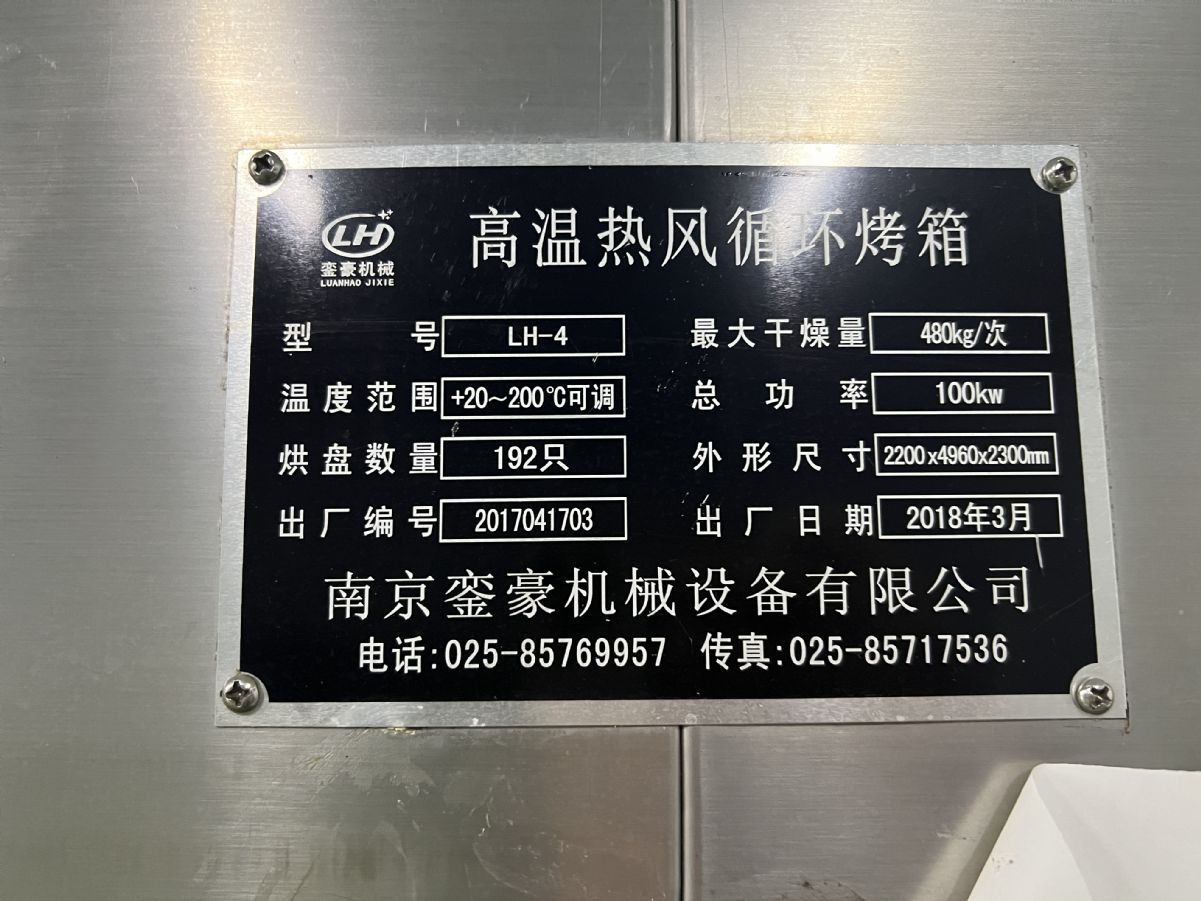 LH
銮豪机械
LUANHAO JIXIE
高温热风循环烤箱
型 号 LH-4 最大干燥量 480kg/次
温度范围 +20~200℃可调 总功率 100kw
烘盘数量 192只 外形尺寸 2200x4960x2300mm
出厂编号 2017041703 出厂日期 2018年3月
南京銮豪机械设备有限公司
电话:025-85769957 传真:025-85717536